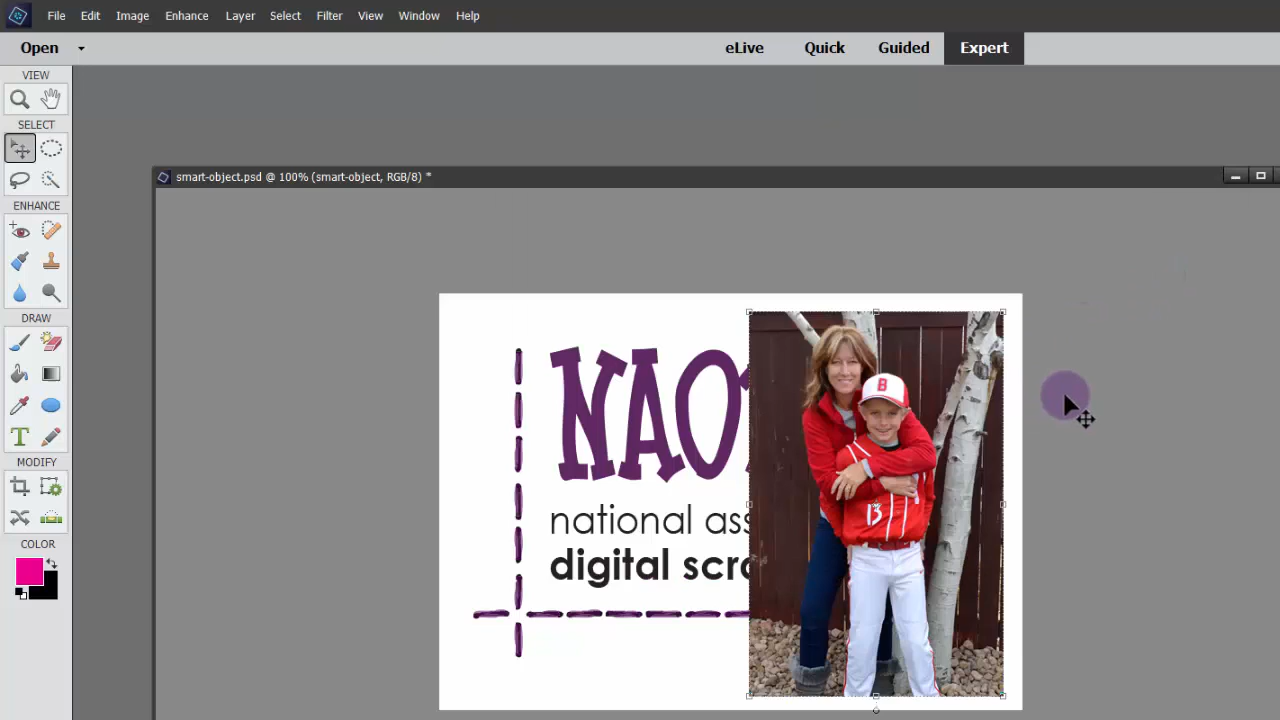 File Edit Image Enhance Layer Select Filter View Window Help
Open eLive Quick Guided Expert
VIEW
SELECT
smart-object.psd @ 100% (smart-object, RGB/8) *
ENHANCE
DRAW
T
MODIFY
COLOR
NAO
national ass
digital scra
B
13